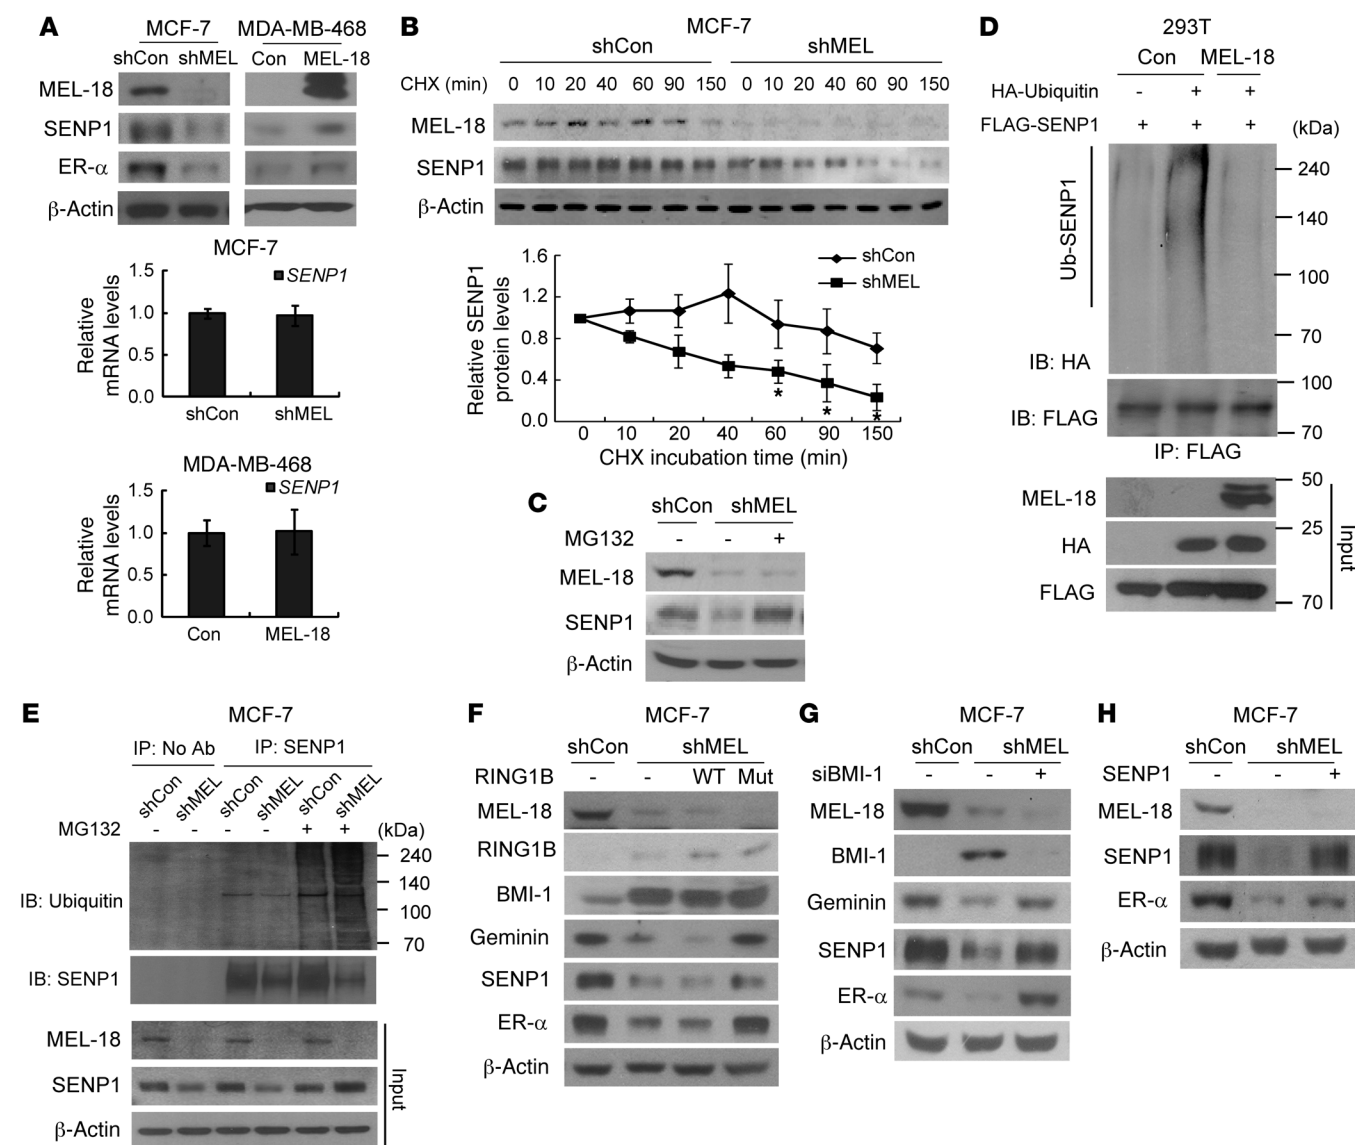 A
MCF-7 MDA-MB-468
shCon shMEL Con MEL-18
MEL-18
SENP1
ER-α
β-Actin
MCF-7
SENP1
Relative mRNA levels
1.5
1.0
0.5
0.0
shCon shMEL
MDA-MB-468
SENP1
Relative mRNA levels
1.5
1.0
0.5
0.0
Con MEL-18
B
MCF-7
shCon shMEL
CHX (min) 0 10 20 40 60 90 150 0 10 20 40 60 90 150
MEL-18
SENP1
β-Actin
Relative SENP1 protein levels
1.6
1.2
0.8
0.4
0.0
shCon
shMEL
* * *
0 10 20 40 60 90 150
CHX incubation time (min)
C
shCon shMEL
MG132 - - +
MEL-18
SENP1
β-Actin
D
293T
Con MEL-18
HA-Ubiquitin - + +
FLAG-SENP1 + + + (kDa)
Ub-SENP1
240
140
100
70
IB: HA
100
IB: FLAG
70
IP: FLAG
MEL-18 50
HA 25
FLAG 70
Input
E
MCF-7
IP: No Ab IP: SENP1
shCon shMEL shCon shMEL shCon shMEL
MG132 - - - - + + (kDa)
240
140
IB: Ubiquitin
100
70
IB: SENP1
MEL-18
SENP1
β-Actin
Input
F
MCF-7
shCon shMEL
RING1B - - WT Mut
MEL-18
RING1B
BMI-1
Geminin
SENP1
ER-α
β-Actin
G
MCF-7
shCon shMEL
siBMI-1 - - +
MEL-18
BMI-1
Geminin
SENP1
ER-α
β-Actin
H
MCF-7
shCon shMEL
SENP1 - - +
MEL-18
SENP1
ER-α
β-Actin